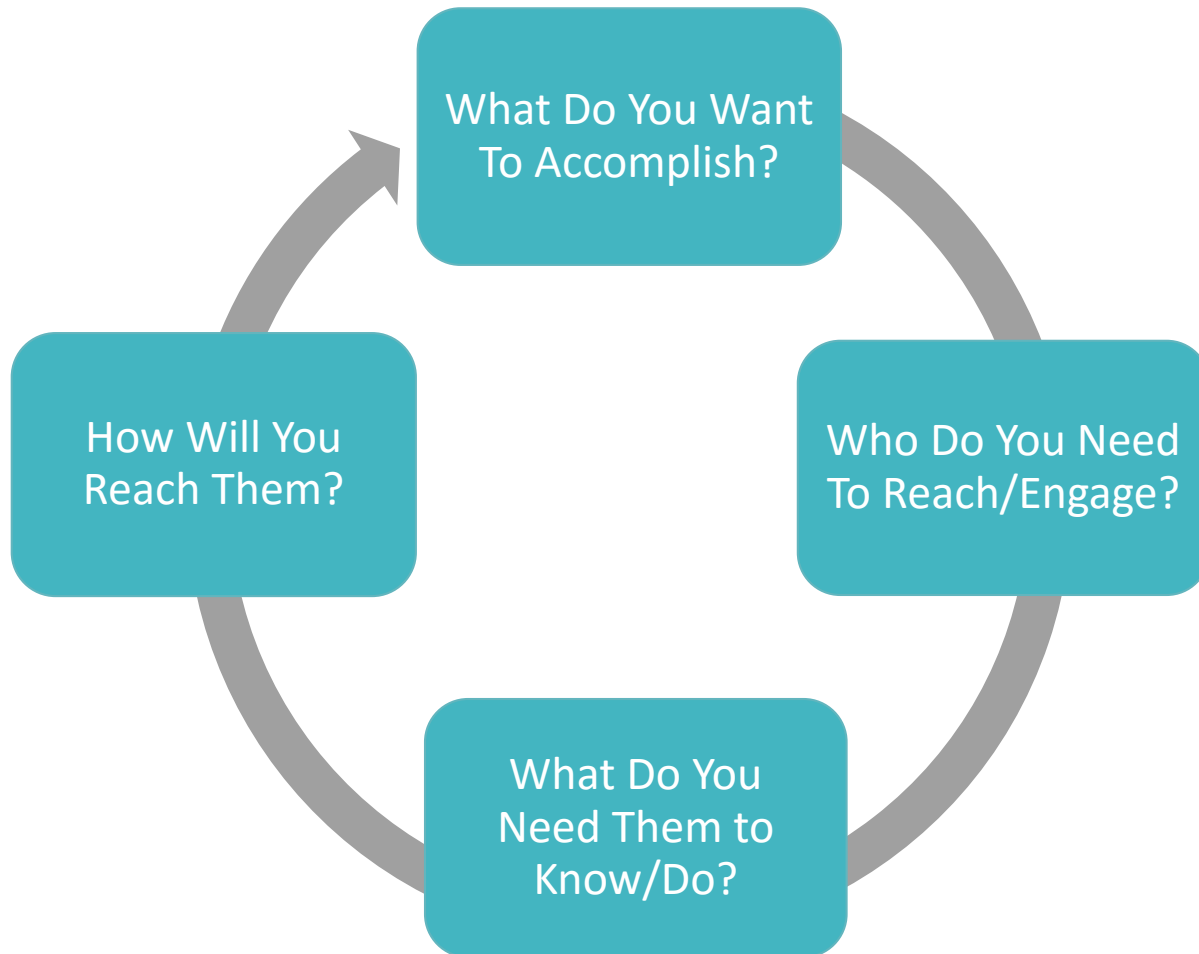 What Do You Want
To Accomplish?
Who Do You Need
To Reach/Engage?
What Do You
Need Them to
Know/Do?
How Will You
Reach Them?